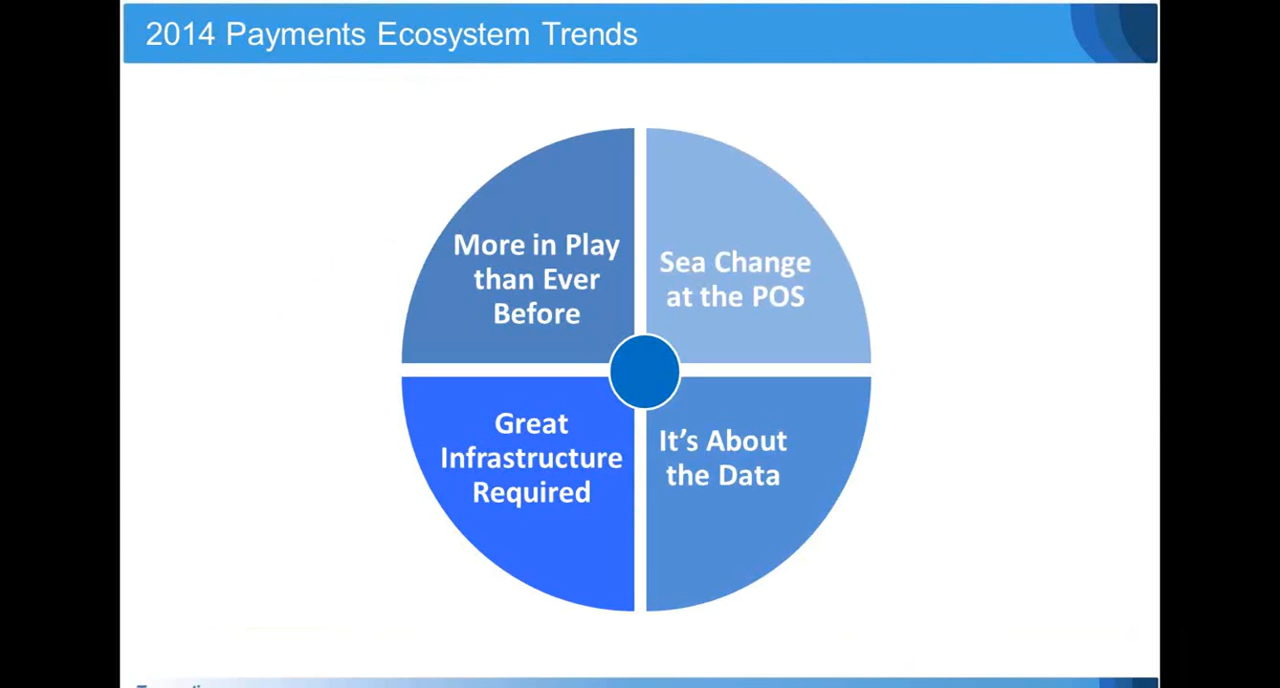 2014 Payments Ecosystem Trends
More in Play
than Ever
Before
Sea Change
at the POS
Great
Infrastructure
Required
It's About
the Data